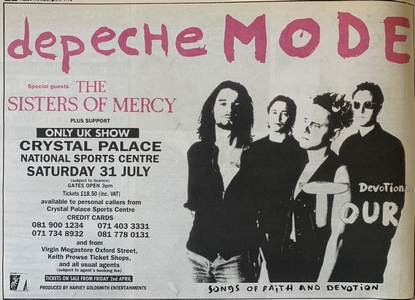 depecHe MODE
Special guests THE
SISTERS OF MERCY
PLUS SUPPORT
ONLY UK SHOW
CRYSTAL PALACE
NATIONAL SPORTS CENTRE
SATURDAY 31 JULY
(subject to licence)
GATES OPEN 3pm
Tickets £18.50 (inc. VAT)
available to personal callers from
Crystal Palace Sports Centre
CREDIT CARDS
081 900 1234 071 403 3331
071 734 8932 081 778 0131
and from
Virgin Megastore Oxford Street,
Keith Prowse Ticket Shops,
and all usual agents
(subject to agent's booking fee)
TICKETS ON SALE FROM FRIDAY 2nd APRIL
PRODUCED BY HARVEY GOLDSMITH ENTERTAINMENTS
Devotional
TOUR
SONGS OF FAITH AND DEVOTION